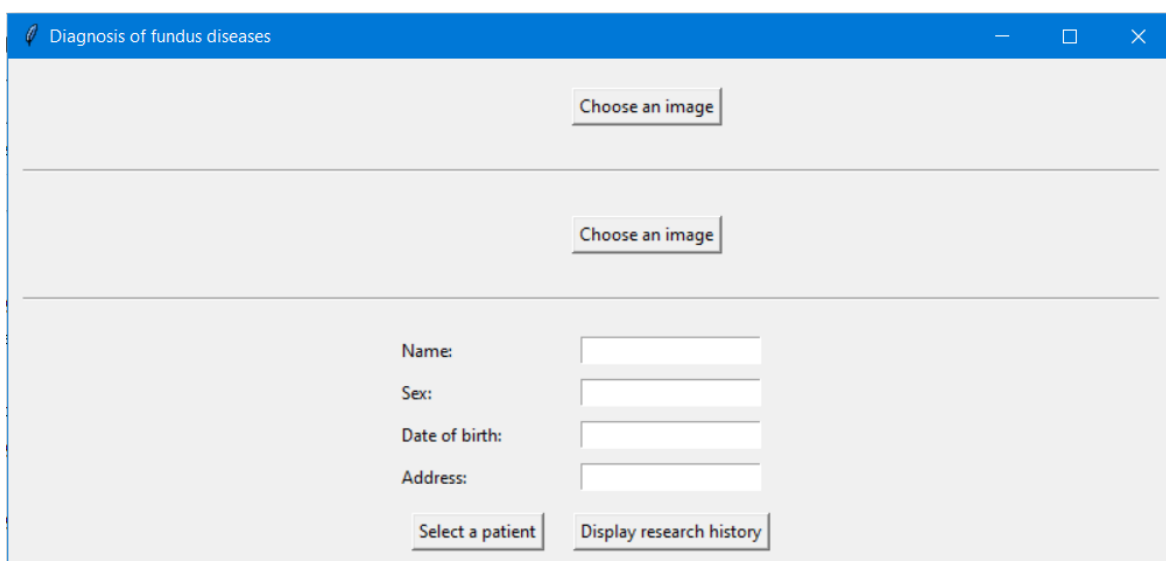 Diagnosis of fundus diseases
Choose an image
Choose an image
Name:
Sex:
Date of birth:
Address:
Select a patient Display research history